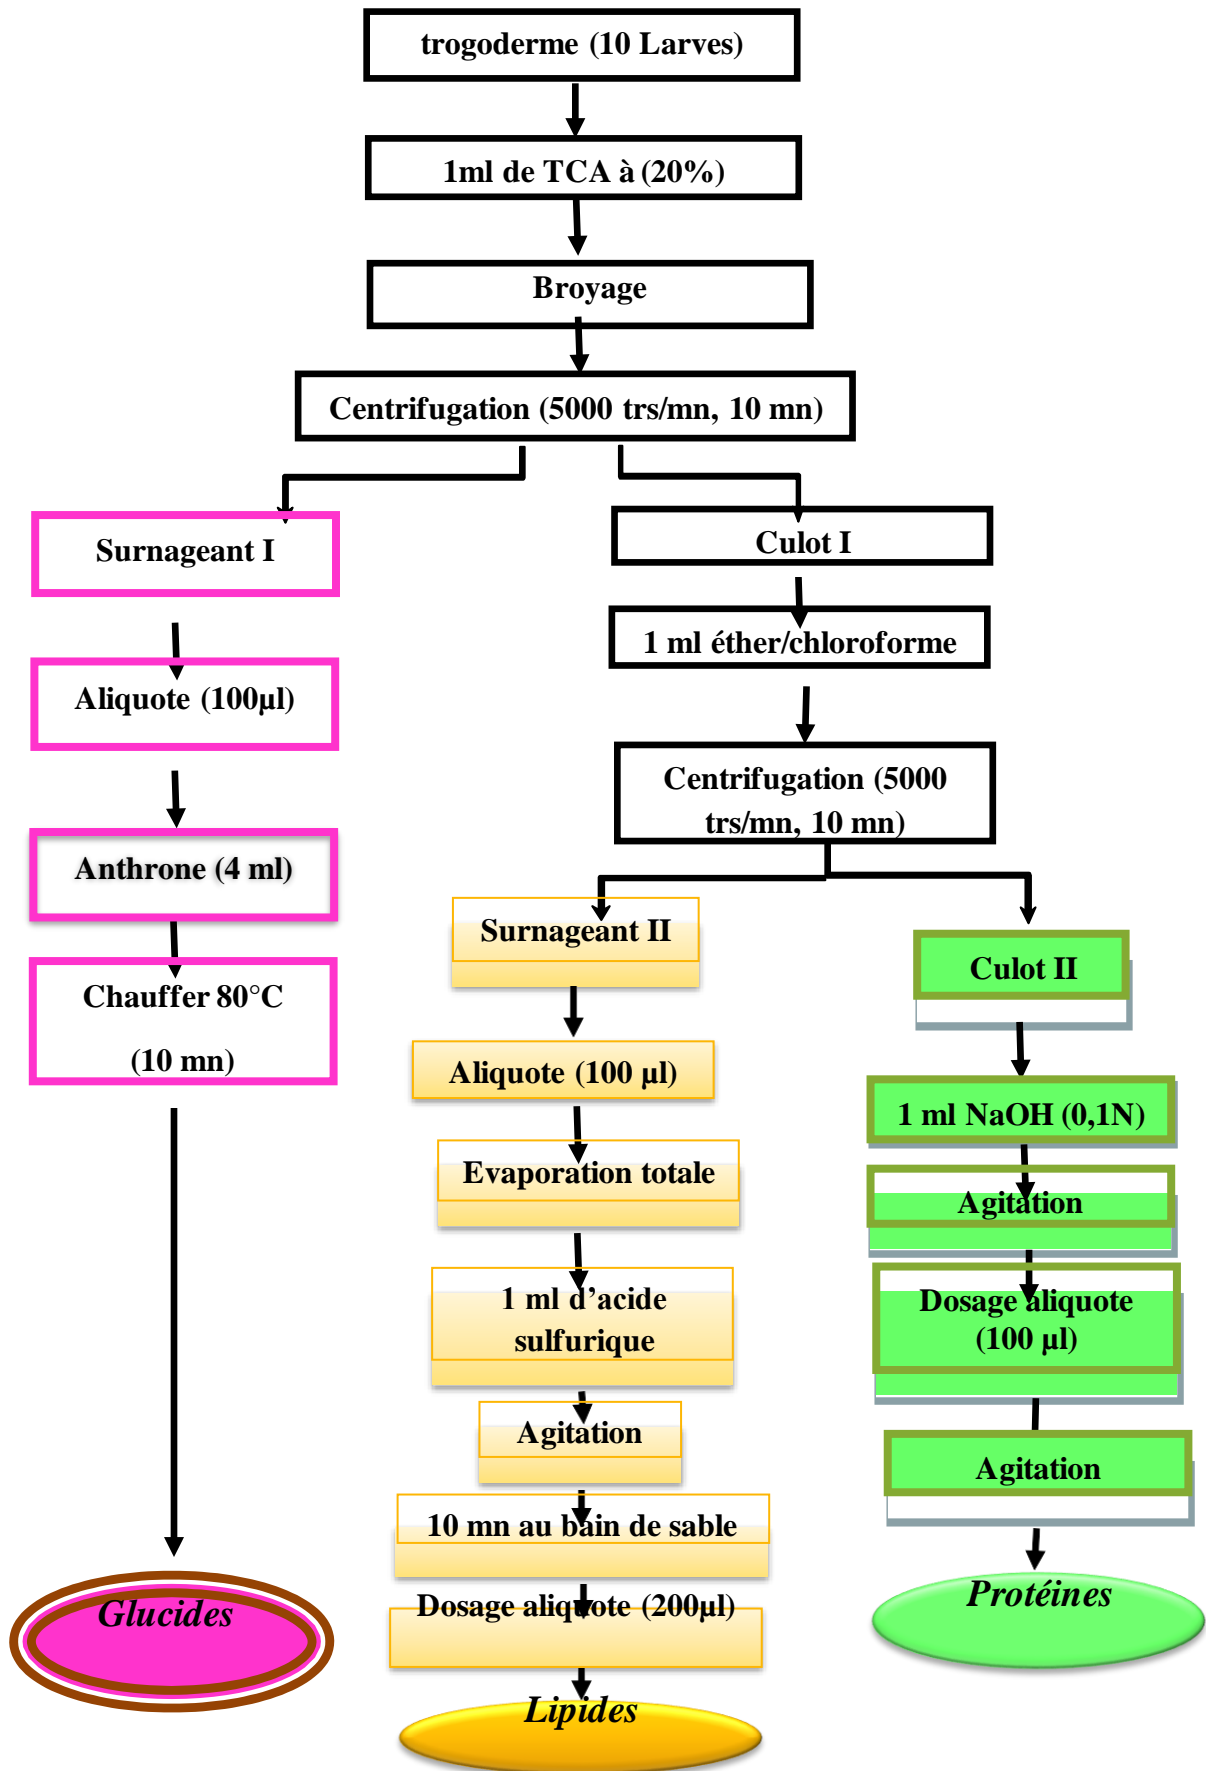 trogoderme (10 Larves)
1ml de TCA à (20%)
Broyage
Centrifugation (5000 trs/mn, 10 mn)
Surnageant I
Aliquote (100µl)
Anthrone (4 ml)
Chauffer 80°C
(10 mn)
Glucides
Culot I
1 ml éther/chloroforme
Centrifugation (5000
trs/mn, 10 mn)
Surnageant II
Aliquote (100 µl)
Evaporation totale
1 ml d’acide
sulfurique
Agitation
10 mn au bain de sable
Dosage aliquote (200µl)
Lipides
Culot II
1 ml NaOH (0,1N)
Agitation
Dosage aliquote
(100 µl)
Agitation
Protéines